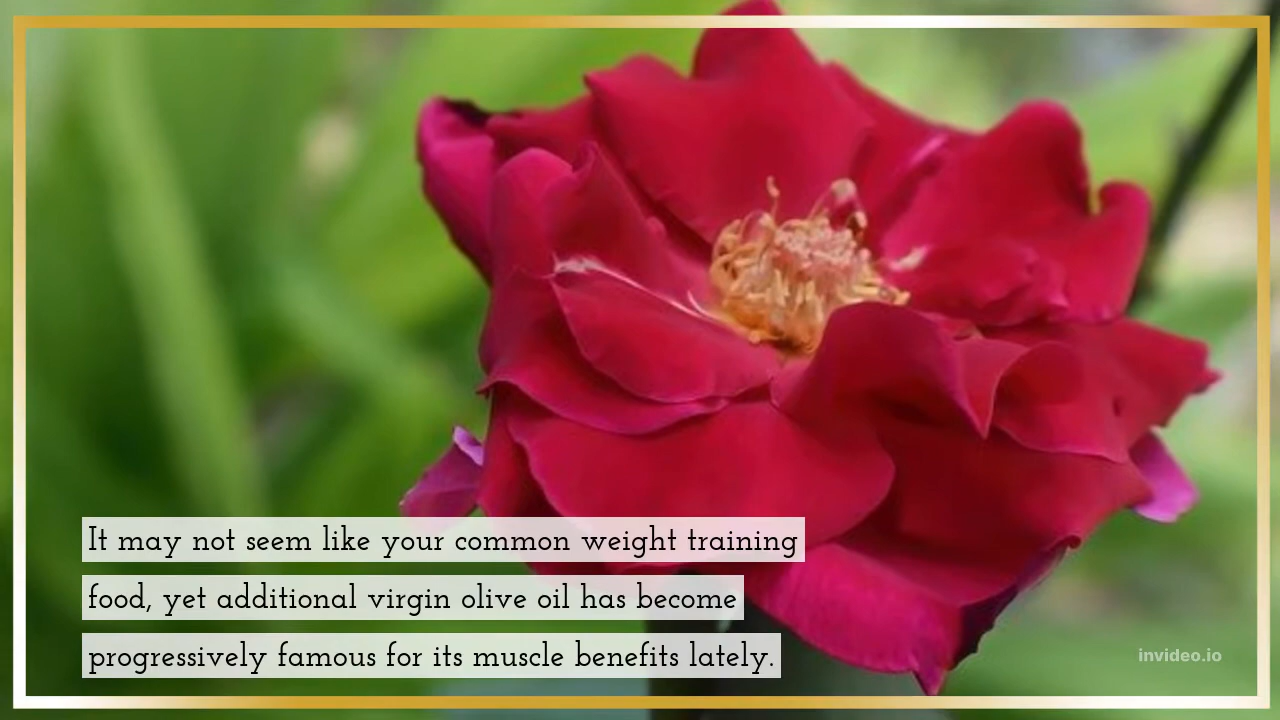 It may not seem like your common weight training
food, yet additional virgin olive oil has become
progressively famous for its muscle benefits lately.
invideo.io